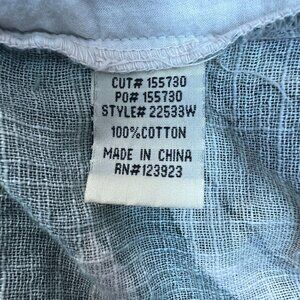 CUT# 155730
PO# 155730
STYLE# 22533W
100%COTTON
MADE IN CHINA
RN#123923